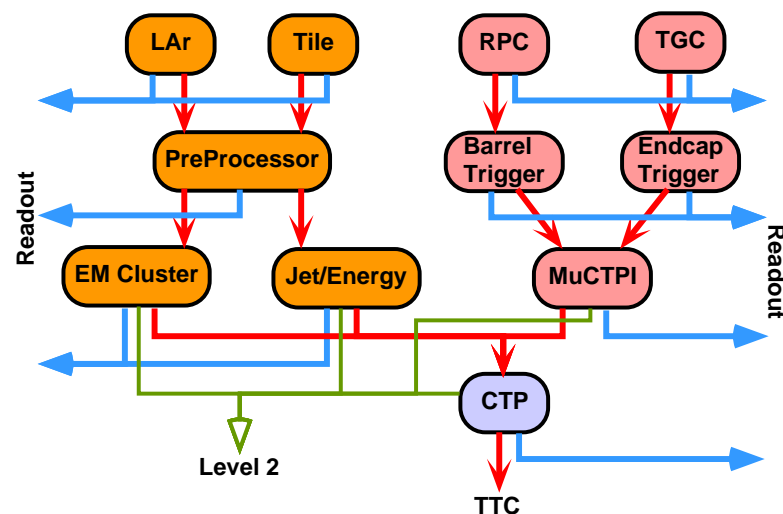 LAr
Tile
RPC
TGC
PreProcessor
Barrel
Trigger
Endcap
Trigger
Readout
Readout
EM Cluster
Jet/Energy
MuCTPI
CTP
Level 2
TTC